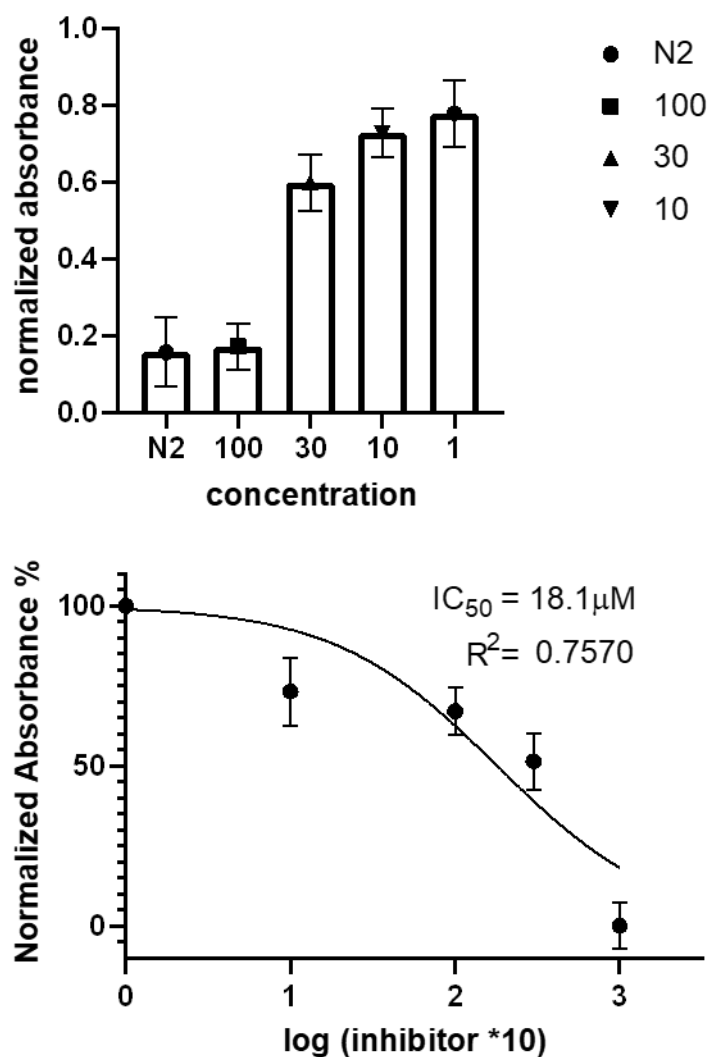 normalized absorbance
1.0
0.8
0.6
0.4
0.2
0.0
N2 100 30 10 1
concentration
N2
100
30
10
Normalized Absorbance %
100
50
0
IC₅₀ = 18.1µM
R²= 0.7570
0 1 2 3
log (inhibitor *10)